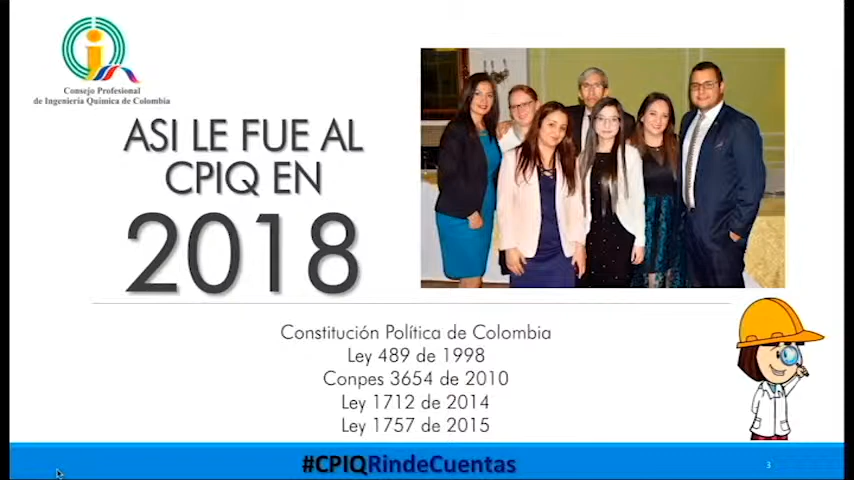 Consejo Profesional
de Ingeniería Química de Colombia
ASI LE FUE AL
CPIQ EN
2018
Constitución Política de Colombia
Ley 489 de 1998
Conpes 3654 de 2010
Ley 1712 de 2014
Ley 1757 de 2015
#CPIQRindeCuentas
3